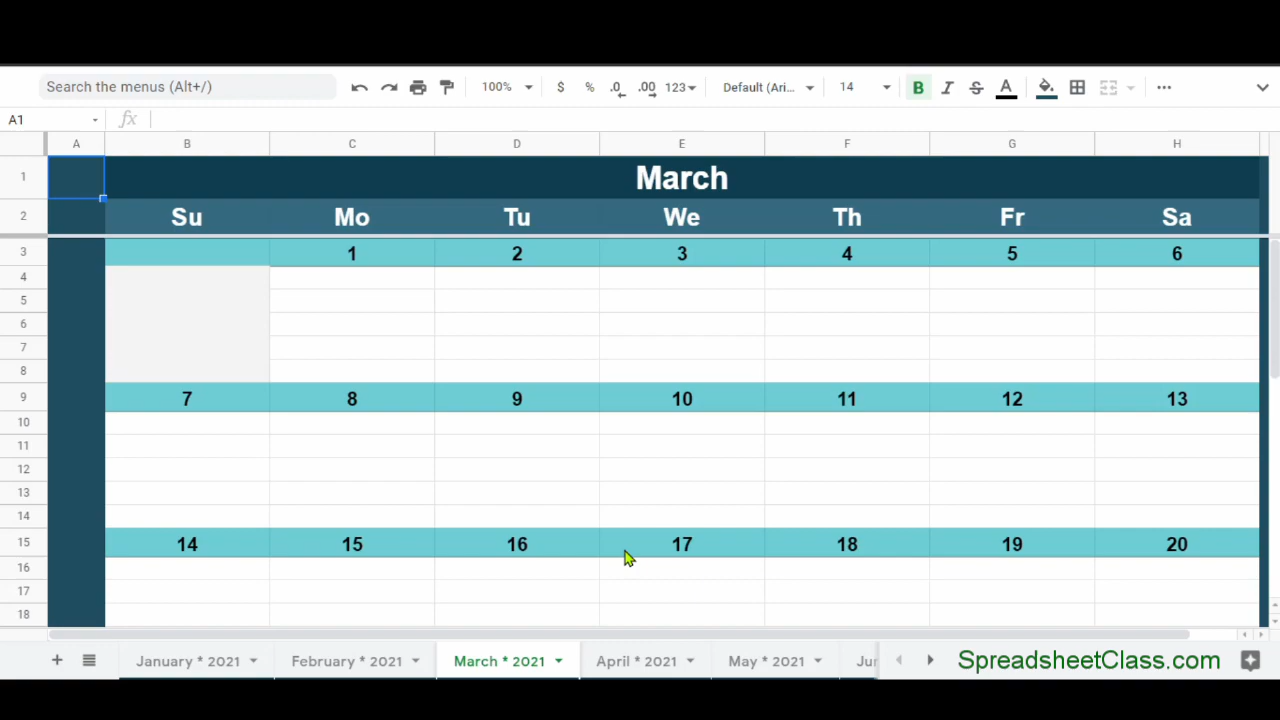 Search the menus (Alt+/) 100% $ % .0 .00 123 Default (Ari... 14 B I S A
A1 fx
A B C D E F G H
1 March
2 Su Mo Tu We Th Fr Sa
3 1 2 3 4 5 6
4
5
6
7
8
9 7 8 9 10 11 12 13
10
11
12
13
14
15 14 15 16 17 18 19 20
16
17
18
+ January * 2021 February * 2021 March * 2021 April * 2021 May * 2021 SpreadsheetClass.com